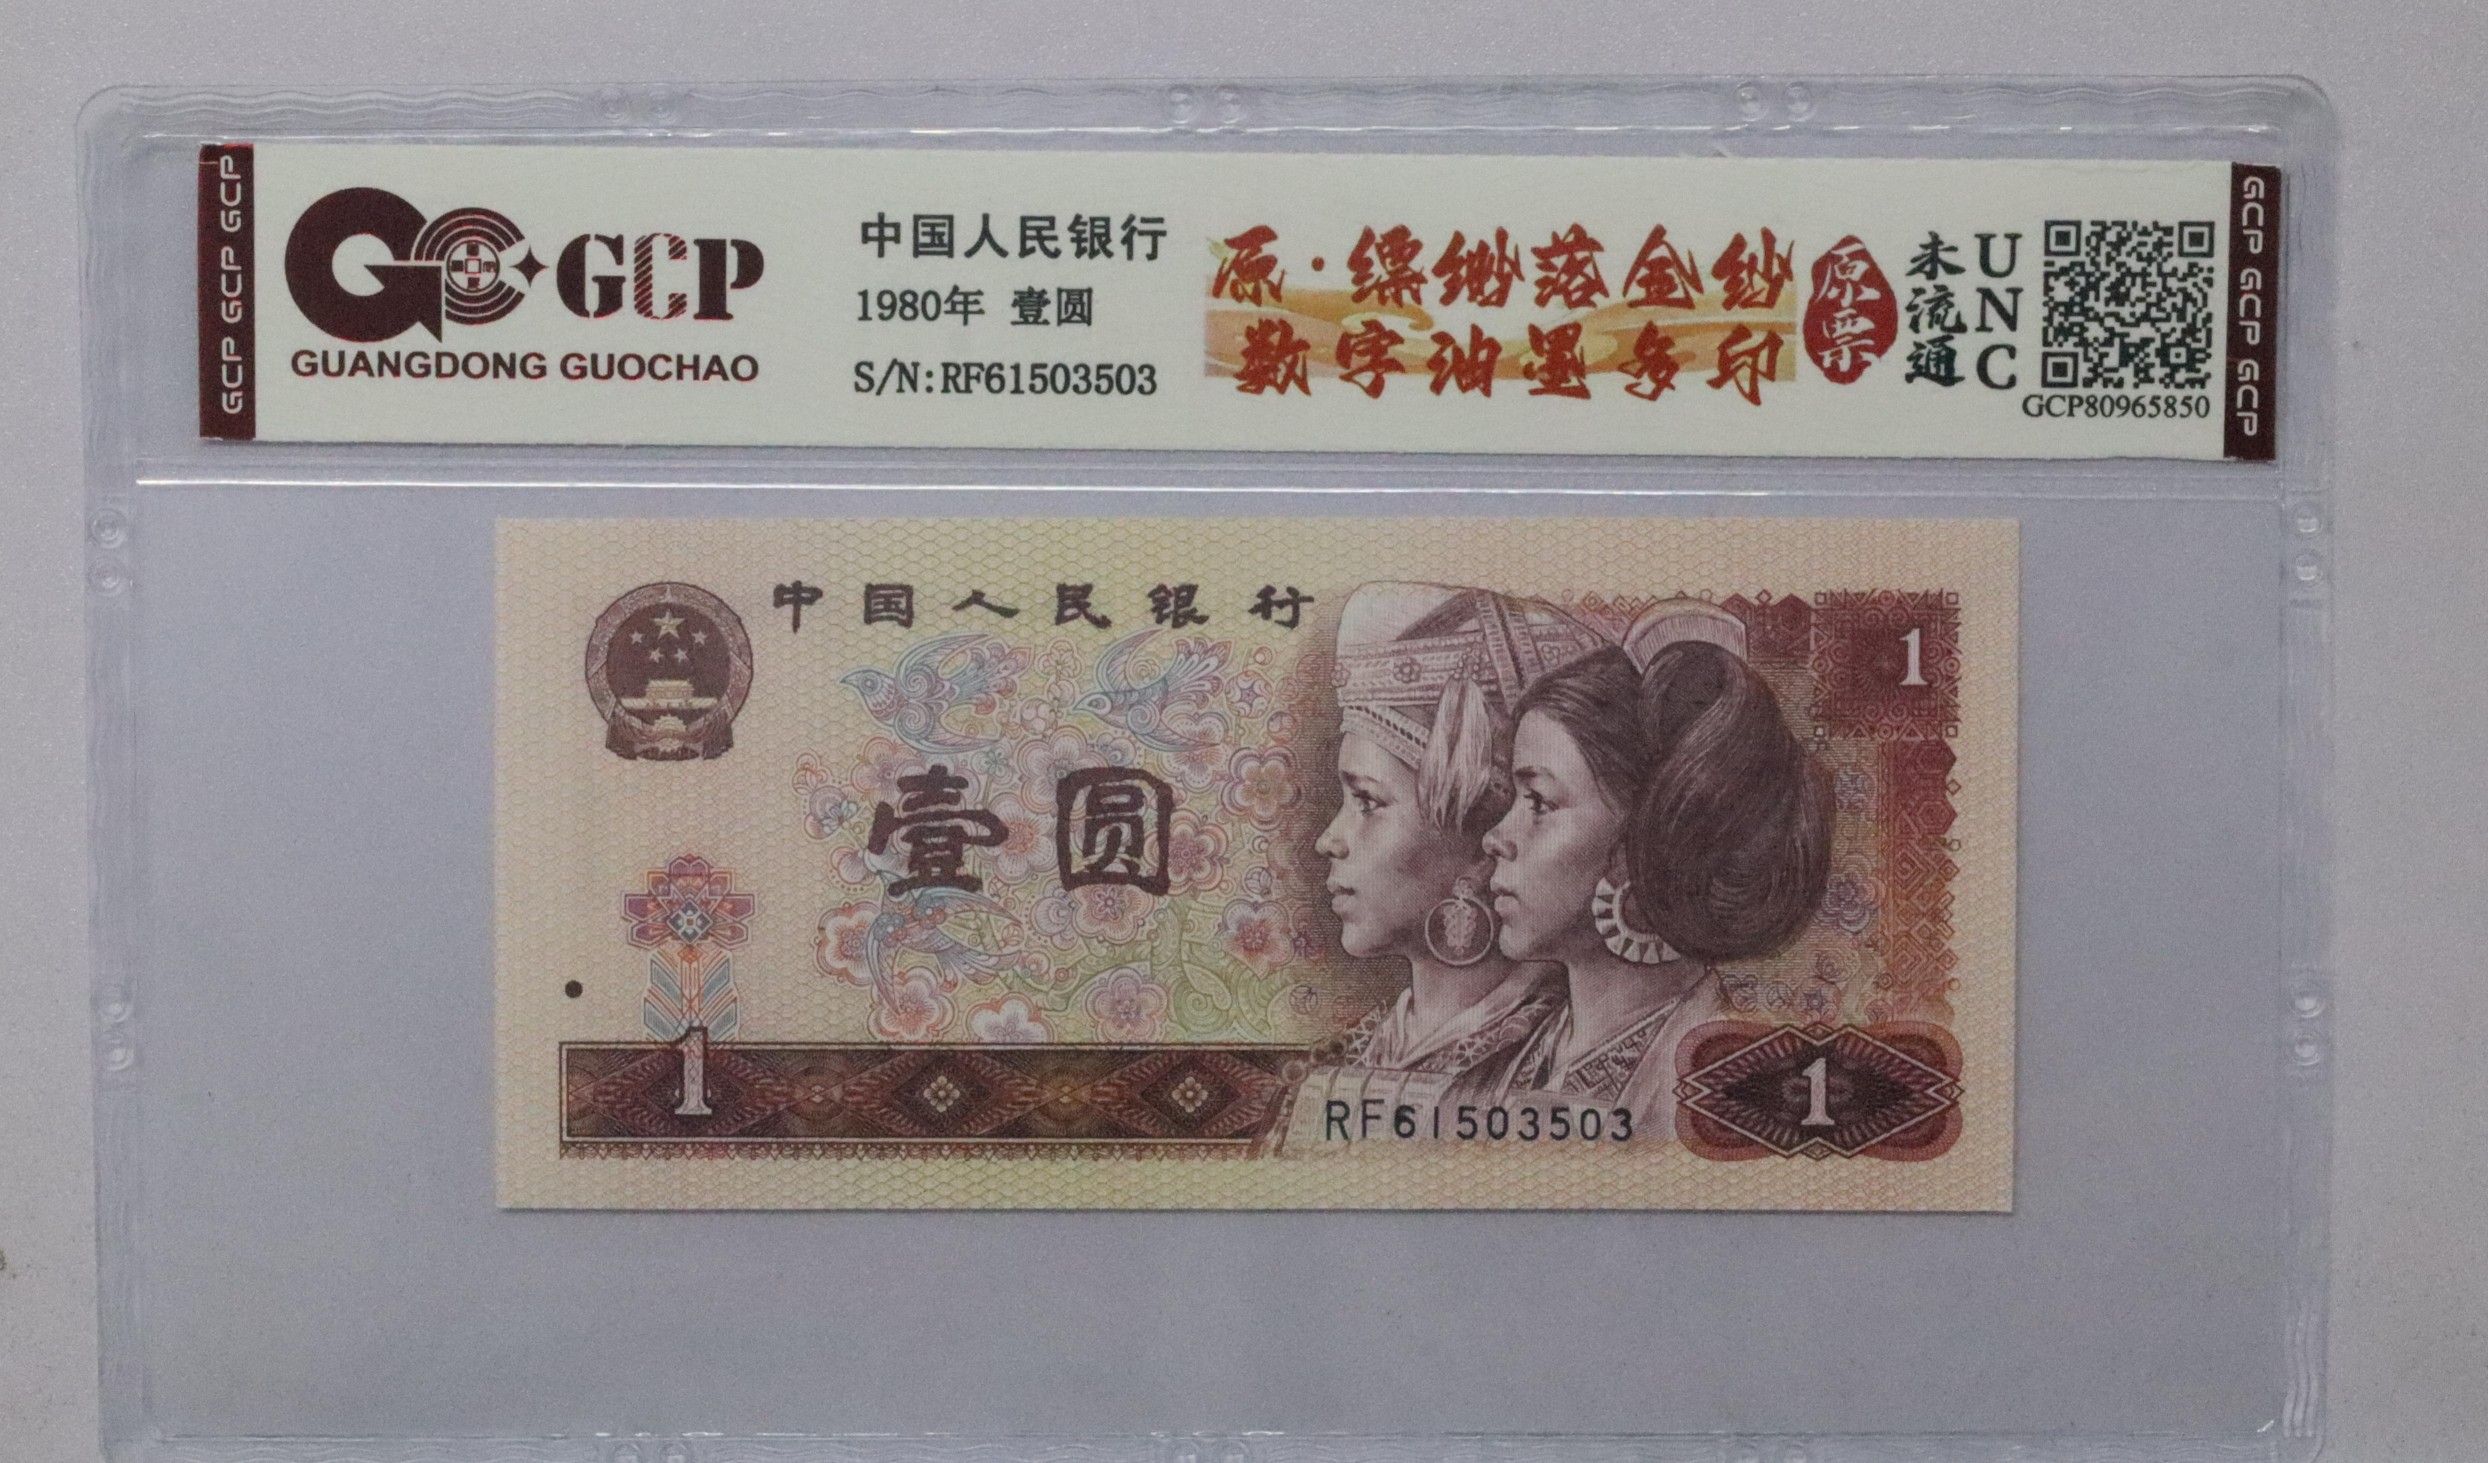 GCP GCP GCP
GCP
GUANGDONG GUOCHAO
中国人民银行
1980年 壹圆
S/N:RF61503503
原·缥缈落金纱
数字油墨多印
原票
未流通
UNC
GCP80965850
GCP GCP GCP
中国人民银行
1
壹圆
1
RF61503503
1